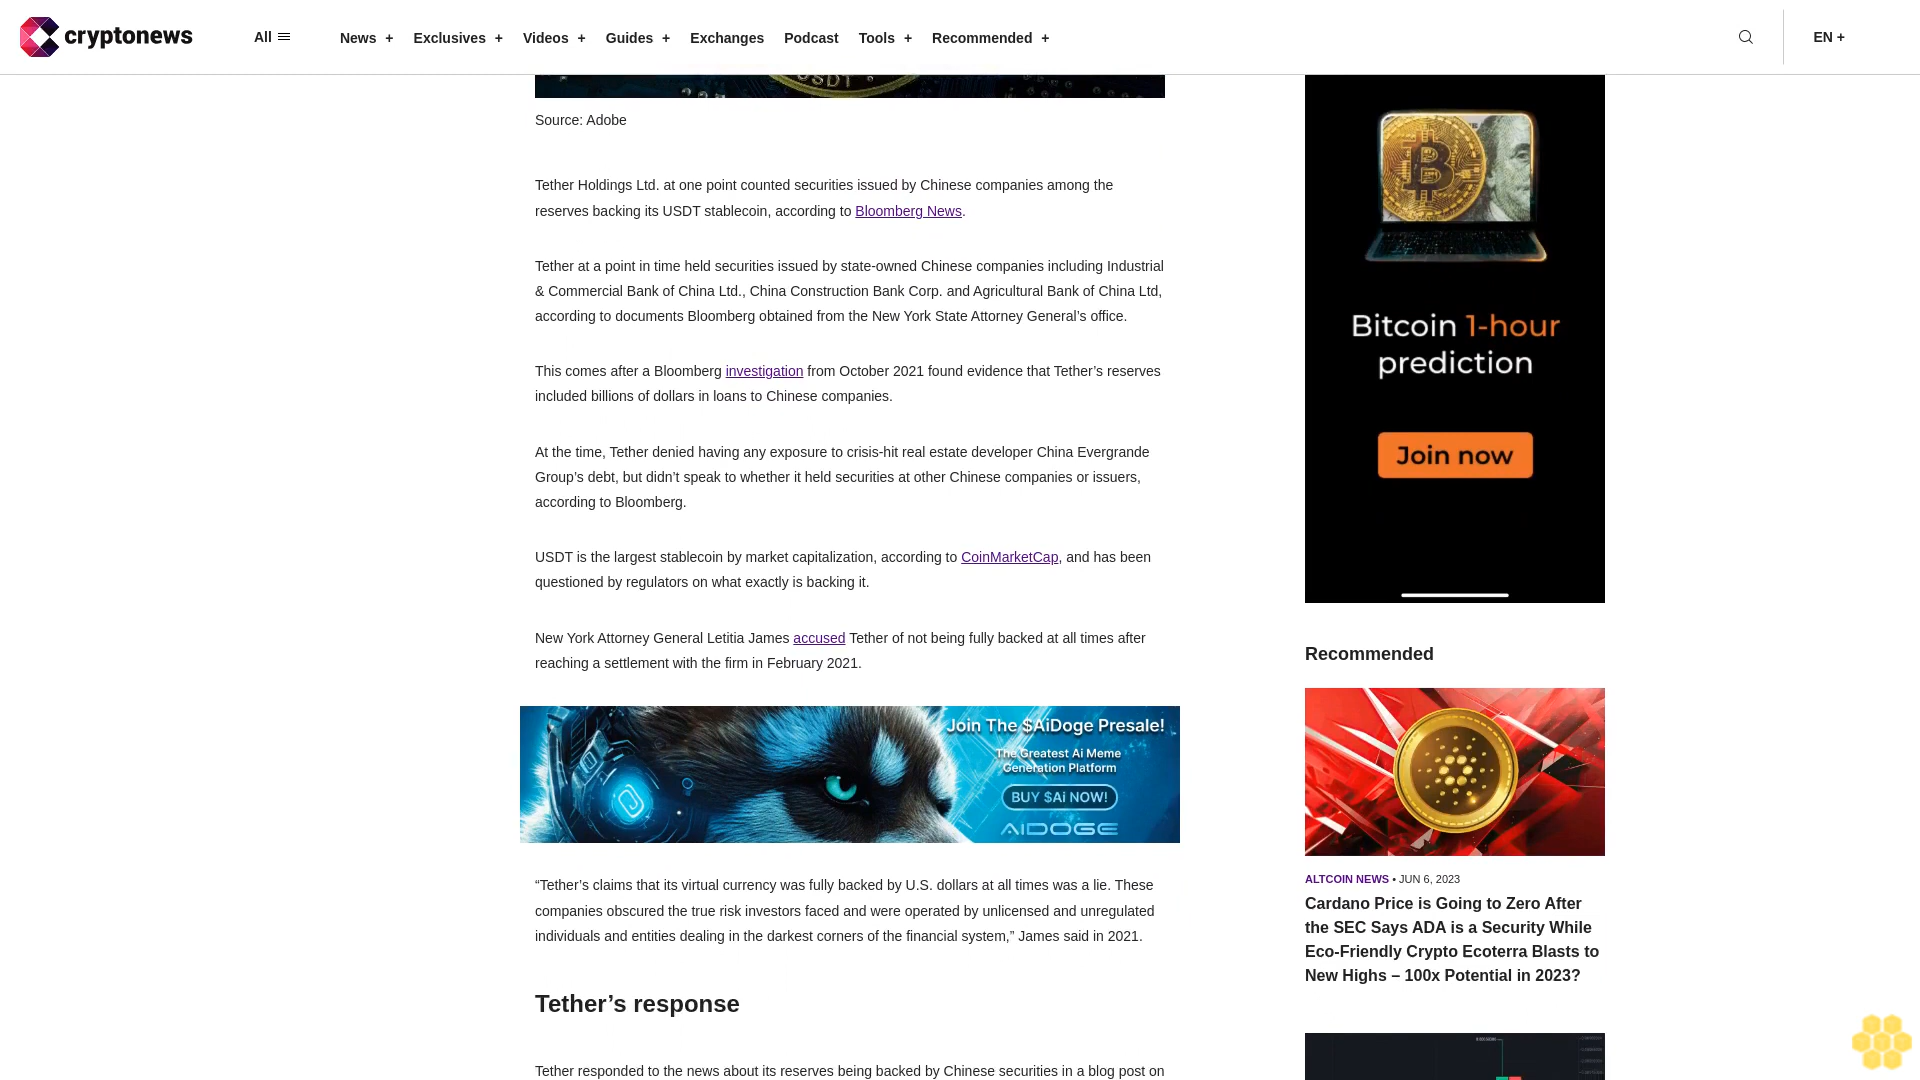 cryptonews
All
News +
Exclusives +
Videos +
Guides +
Exchanges
Podcast
Tools +
Recommended +
EN +
USDT
Source: Adobe
Tether Holdings Ltd. at one point counted securities issued by Chinese companies among the
reserves backing its USDT stablecoin, according to Bloomberg News.
Tether at a point in time held securities issued by state-owned Chinese companies including Industrial
& Commercial Bank of China Ltd., China Construction Bank Corp. and Agricultural Bank of China Ltd,
according to documents Bloomberg obtained from the New York State Attorney General’s office.
This comes after a Bloomberg investigation from October 2021 found evidence that Tether’s reserves
included billions of dollars in loans to Chinese companies.
At the time, Tether denied having any exposure to crisis-hit real estate developer China Evergrande
Group’s debt, but didn’t speak to whether it held securities at other Chinese companies or issuers,
according to Bloomberg.
USDT is the largest stablecoin by market capitalization, according to CoinMarketCap, and has been
questioned by regulators on what exactly is backing it.
New York Attorney General Letitia James accused Tether of not being fully backed at all times after
reaching a settlement with the firm in February 2021.
Join The $AiDoge Presale!
The Greatest Ai Meme
Generation Platform
BUY $Ai NOW!
AIDOGE
“Tether’s claims that its virtual currency was fully backed by U.S. dollars at all times was a lie. These
companies obscured the true risk investors faced and were operated by unlicensed and unregulated
individuals and entities dealing in the darkest corners of the financial system,” James said in 2021.
Tether’s response
Tether responded to the news about its reserves being backed by Chinese securities in a blog post on
Bitcoin 1-hour
prediction
Join now
Recommended
ALTCOIN NEWS • JUN 6, 2023
Cardano Price is Going to Zero After
the SEC Says ADA is a Security While
Eco-Friendly Crypto Ecoterra Blasts to
New Highs – 100x Potential in 2023?